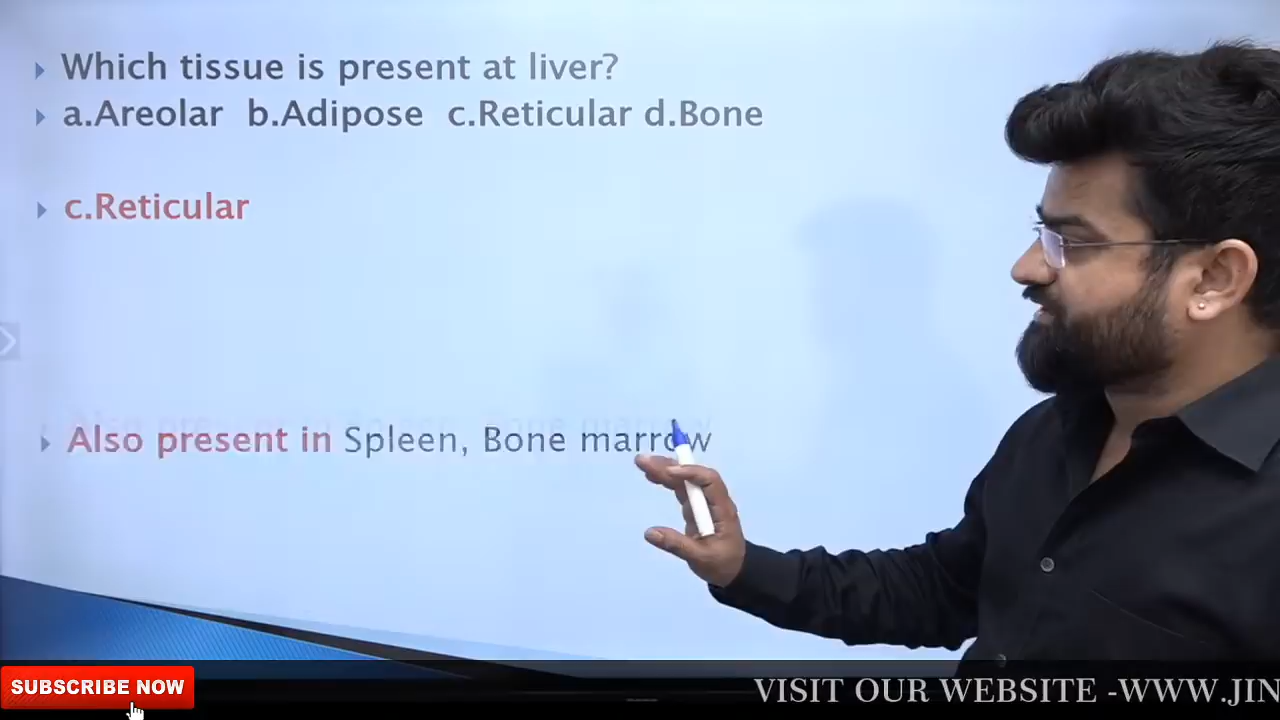 Which tissue is present at liver?
a.Areolar b.Adipose c.Reticular d.Bone
c.Reticular
Also present in Spleen, Bone marrow
SUBSCRIBE NOW
VISIT OUR WEBSITE -WWW.JIN